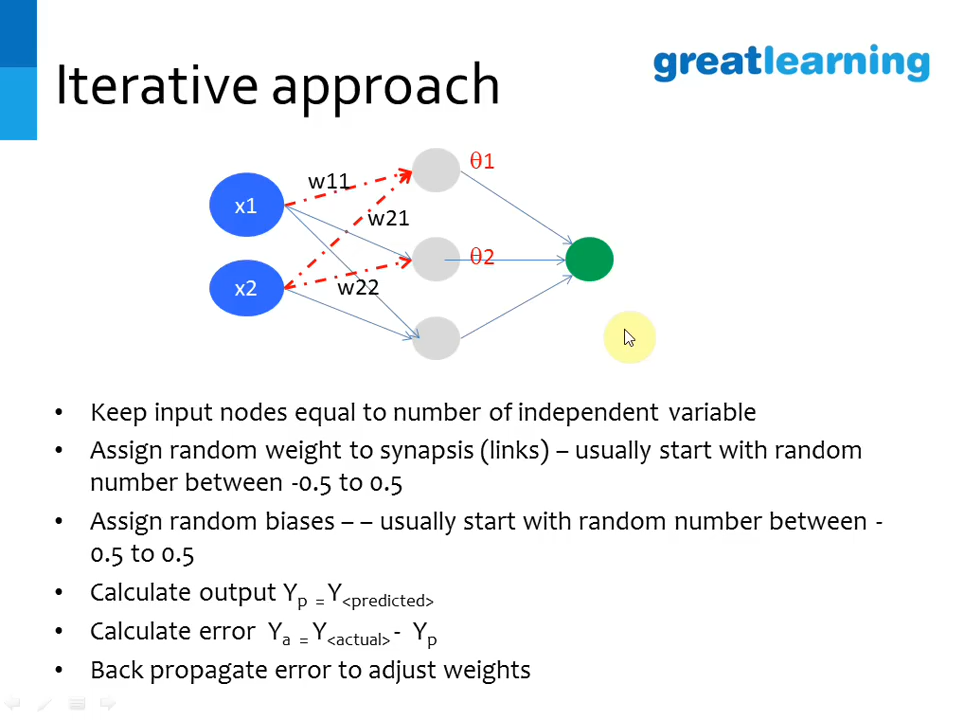 greatlearning
Iterative approach
θ1
w11
x1
w21
θ2
x2
w22
• Keep input nodes equal to number of independent variable
• Assign random weight to synapsis (links) – usually start with random
number between -0.5 to 0.5
• Assign random biases – – usually start with random number between -
0.5 to 0.5
• Calculate output Yp = Y<predicted>
• Calculate error Ya = Y<actual> - Yp
• Back propagate error to adjust weights